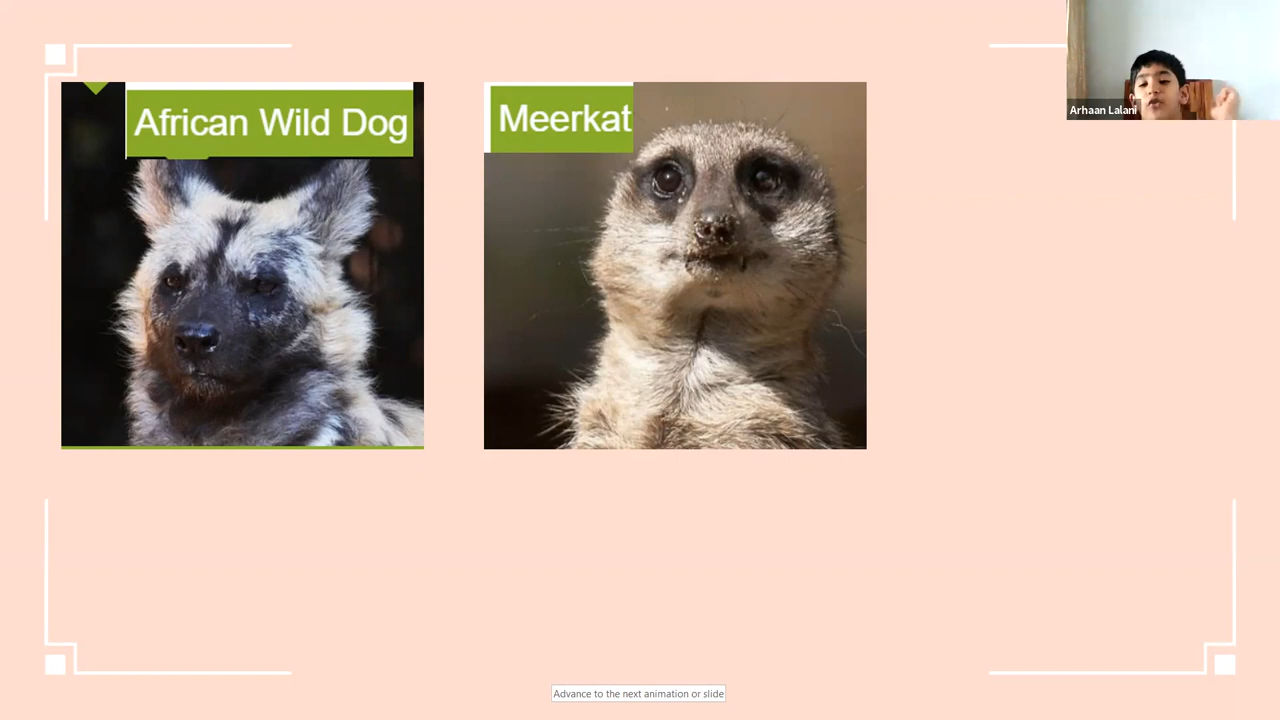 African Wild Dog
Meerkat
Arhaan Lalani
Advance to the next animation or slide